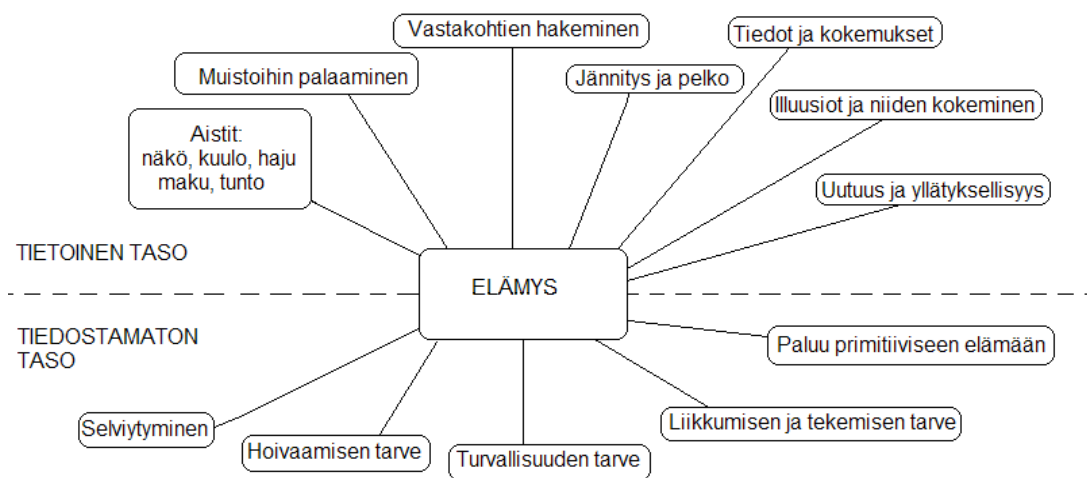 Vastakohtien hakeminen
Tiedot ja kokemukset
Muistoihin palaaminen
Jännitys ja pelko
Illuusiot ja niiden kokeminen
Aistit:
näkö, kuulo, haju
maku, tunto
Uutuus ja yllätyksellisyys
TIETOINEN TASO
ELÄMYS
TIEDOSTAMATON
TASO
Paluu primitiiviseen elämään
Liikkumisen ja tekemisen tarve
Selviytyminen
Hoivaamisen tarve
Turvallisuuden tarve